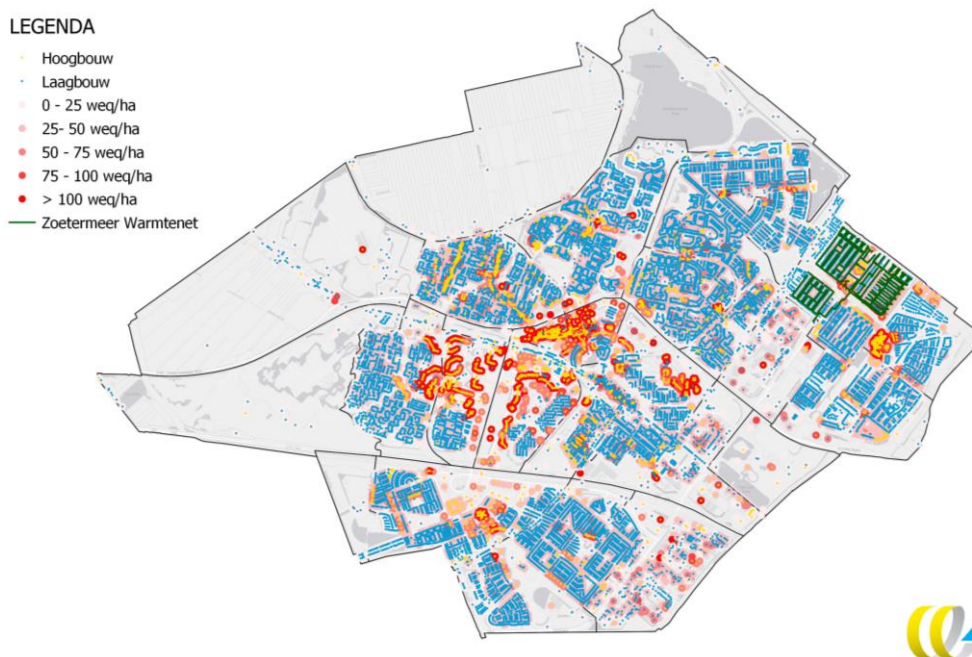 LEGENDA
Hoogbouw
Laagbouw
0 - 25 weq/ha
25- 50 weq/ha
50 - 75 weq/ha
75 - 100 weq/ha
> 100 weq/ha
Zoetermeer Warmtenet